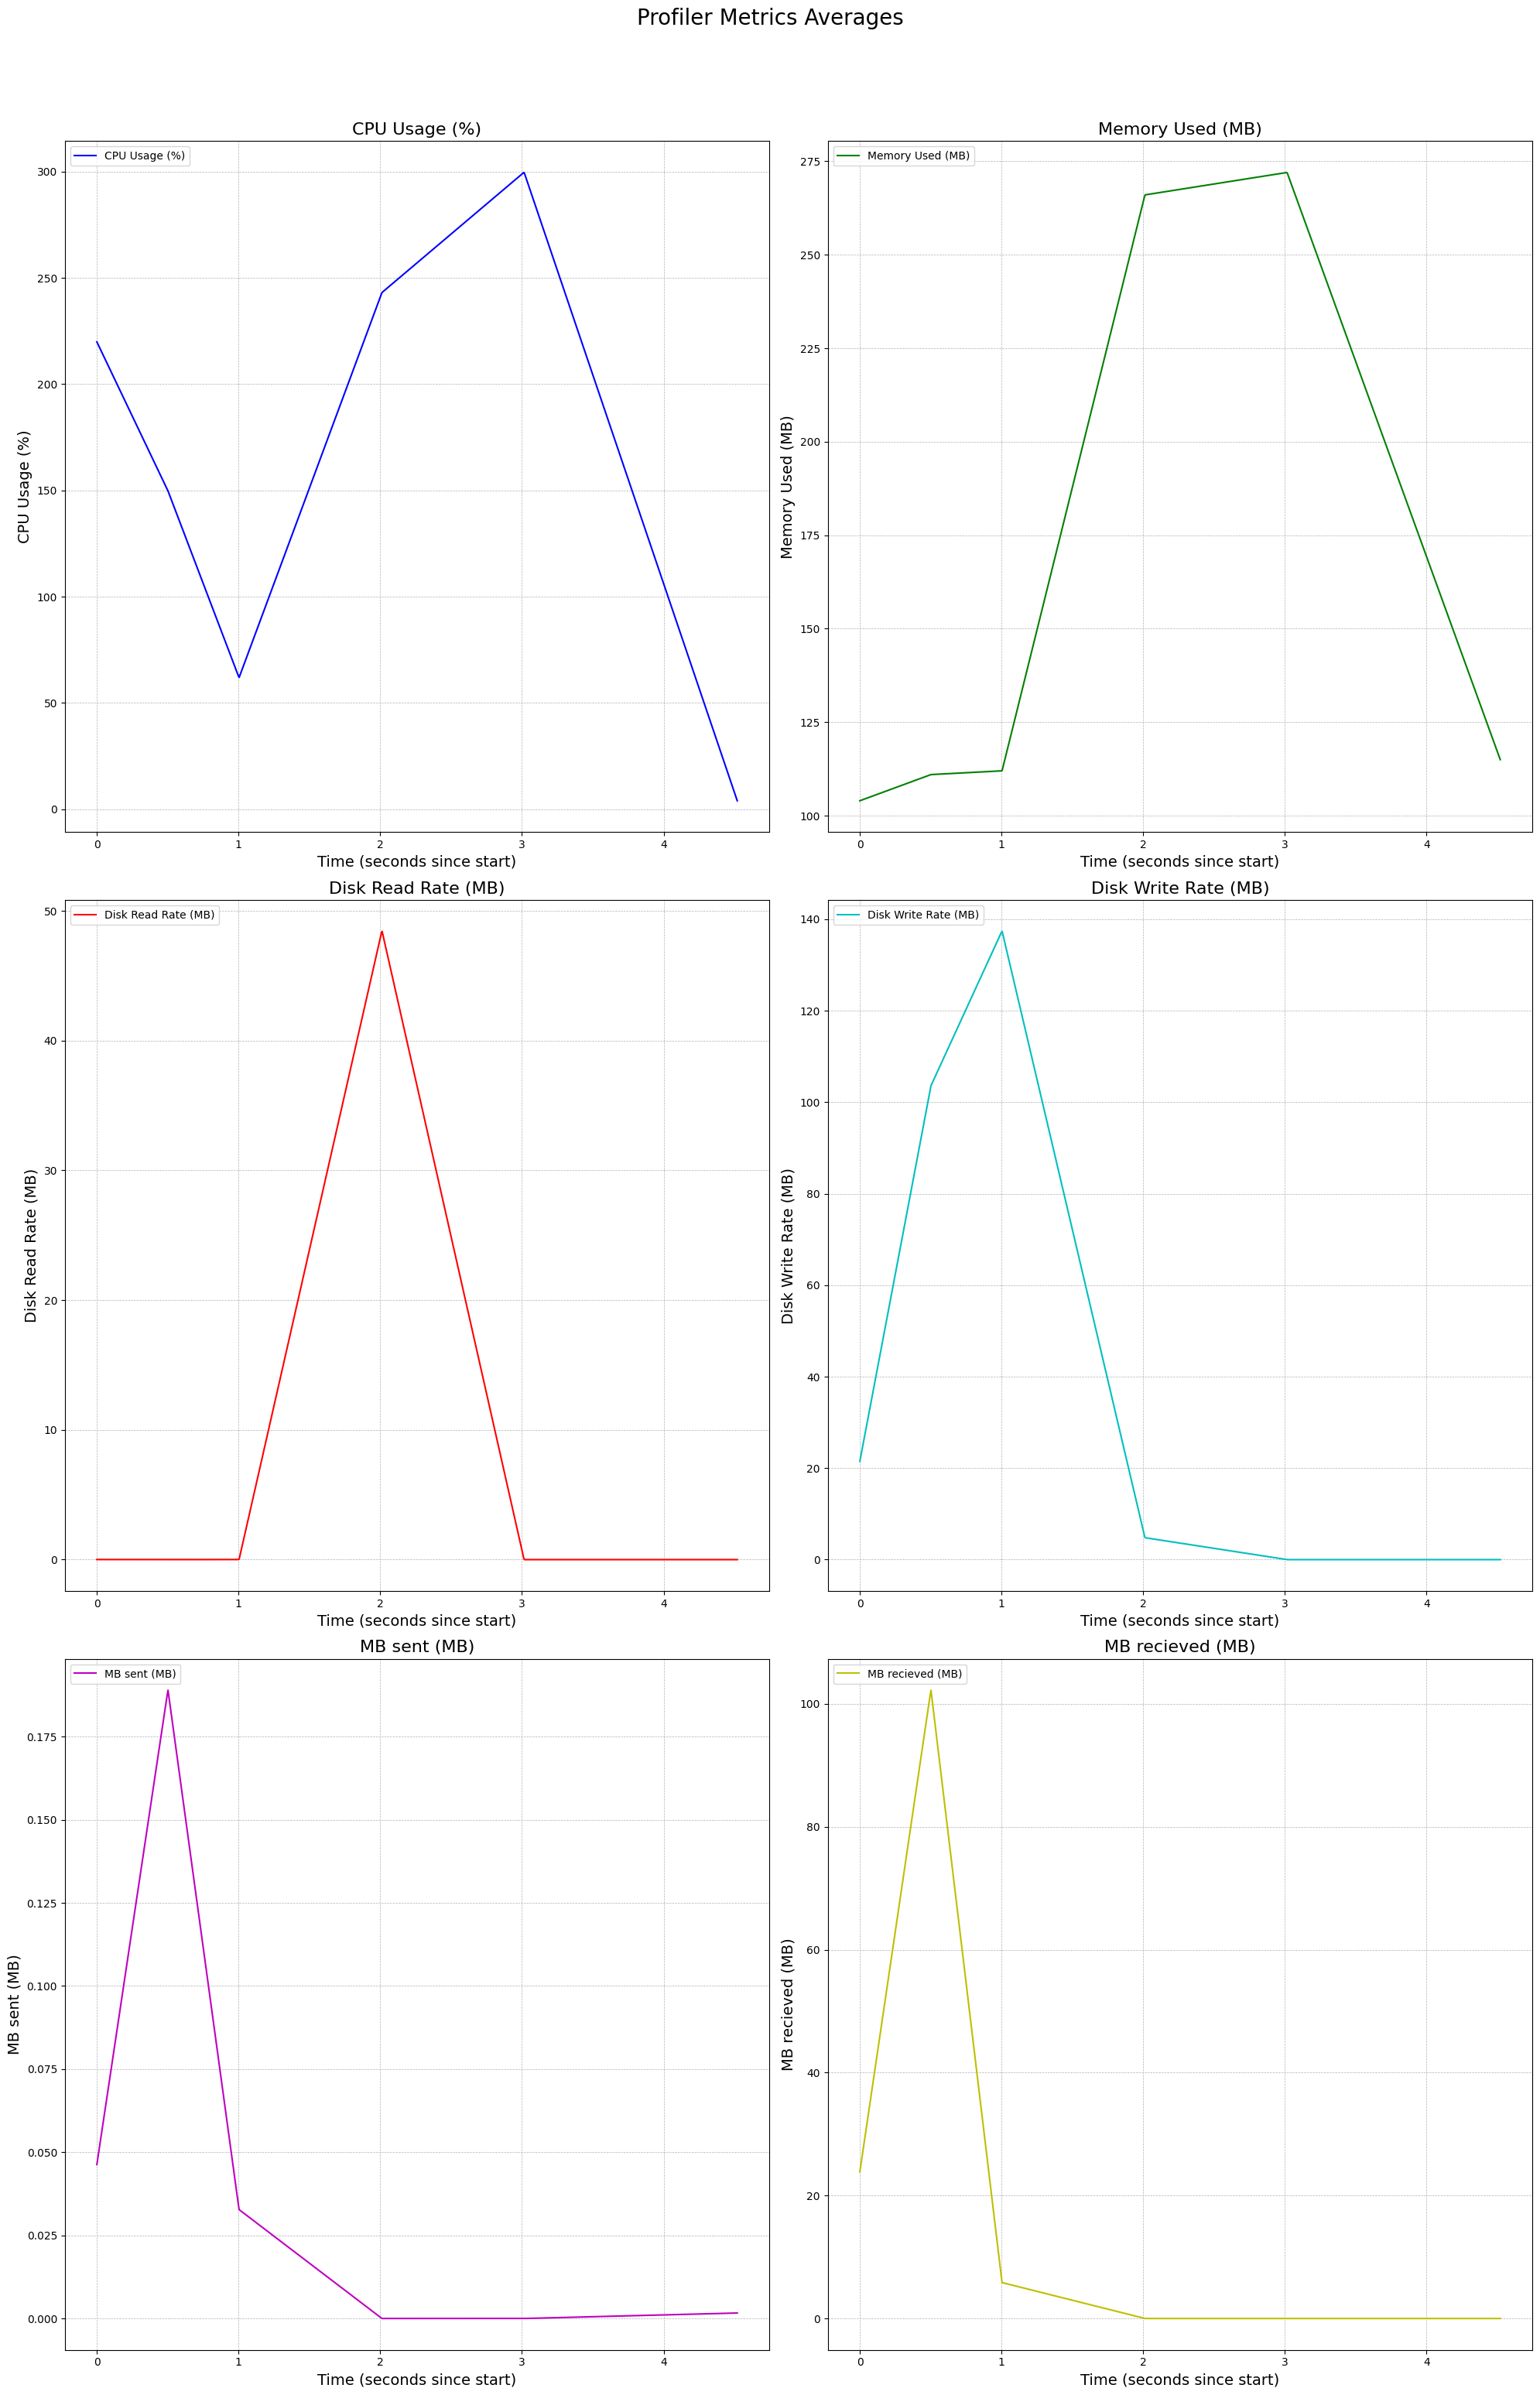 Profiler Metrics Averages
CPU Usage (%)
CPU Usage (%)
CPU Usage (%)
300
250
200
150
100
50
0
0 1 2 3 4
Time (seconds since start)
Memory Used (MB)
Memory Used (MB)
Memory Used (MB)
275
250
225
200
175
150
125
100
0 1 2 3 4
Time (seconds since start)
Disk Read Rate (MB)
Disk Read Rate (MB)
Disk Read Rate (MB)
50
40
30
20
10
0
0 1 2 3 4
Time (seconds since start)
Disk Write Rate (MB)
Disk Write Rate (MB)
Disk Write Rate (MB)
140
120
100
80
60
40
20
0
0 1 2 3 4
Time (seconds since start)
MB sent (MB)
MB sent (MB)
MB sent (MB)
0.175
0.150
0.125
0.100
0.075
0.050
0.025
0.000
0 1 2 3 4
Time (seconds since start)
MB recieved (MB)
MB recieved (MB)
MB recieved (MB)
100
80
60
40
20
0
0 1 2 3 4
Time (seconds since start)